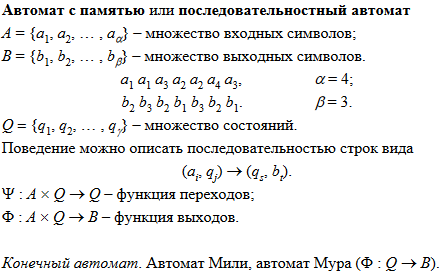 Автомат с памятью или последовательностный автомат
A = {a₁, a₂, … , aα} – множество входных символов;
B = {b₁, b₂, … , bβ} – множество выходных символов.
a₁ a₁ a₃ a₂ a₂ a₄ a₃, α = 4;
b₂ b₃ b₂ b₁ b₃ b₂ b₁. β = 3.
Q = {q₁, q₂, … , qγ} – множество состояний.
Поведение можно описать последовательностью строк вида
(aᵢ, qⱼ) → (qₛ, bₜ).
Ψ : A × Q → Q – функция переходов;
Φ : A × Q → B – функция выходов.
Конечный автомат. Автомат Мили, автомат Мура (Φ : Q → B).